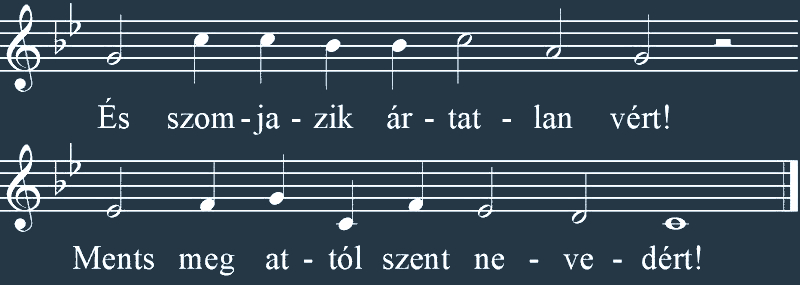 És szom-ja - zik ár - tat - lan vért!
Ments meg at - tól szent ne - ve - dért!